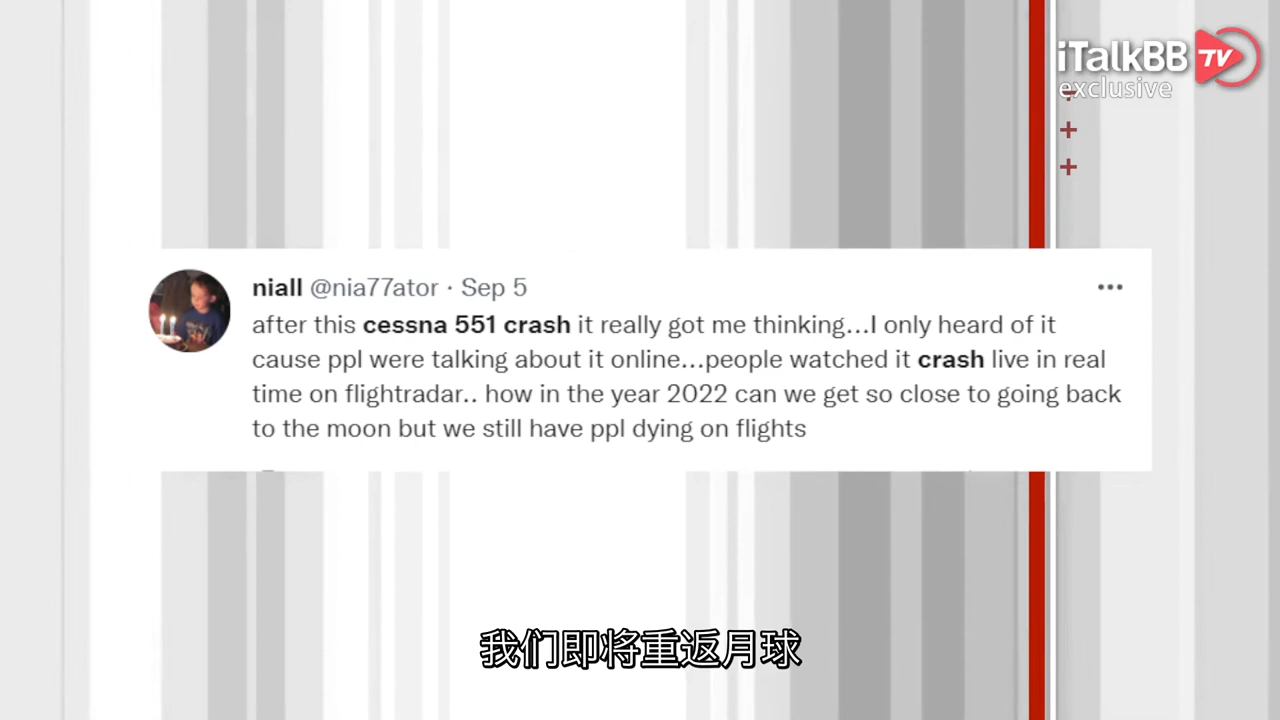 iTalkBB TV
exclusive
niall @nia77ator · Sep 5
after this cessna 551 crash it really got me thinking...I only heard of it
cause ppl were talking about it online...people watched it crash live in real
time on flightradar.. how in the year 2022 can we get so close to going back
to the moon but we still have ppl dying on flights
我们即将重返月球